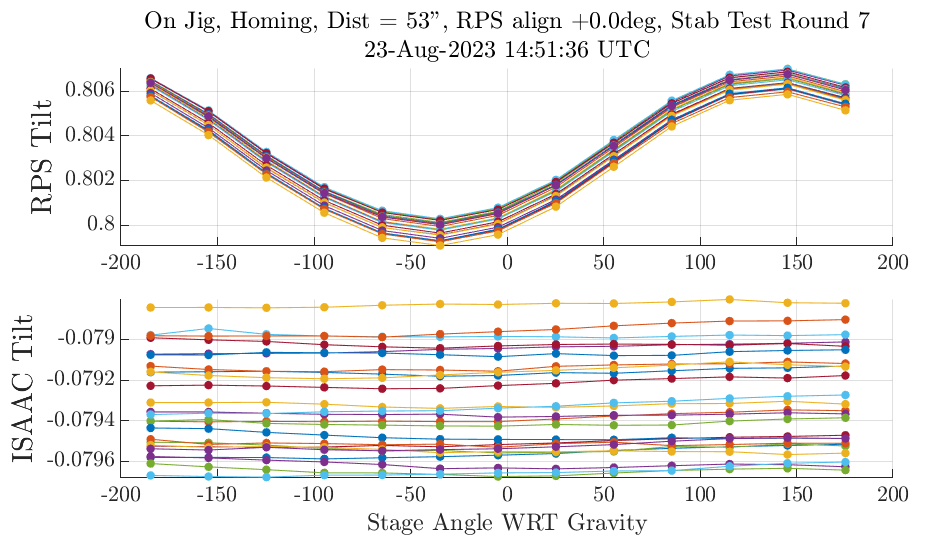 On Jig, Homing, Dist = 53", RPS align +0.0deg, Stab Test Round 7
23-Aug-2023 14:51:36 UTC
RPS Tilt
0.806
0.804
0.802
0.8
-200 -150 -100 -50 0 50 100 150 200
ISAAC Tilt
-0.079
-0.0792
-0.0794
-0.0796
-200 -150 -100 -50 0 50 100 150 200
Stage Angle WRT Gravity